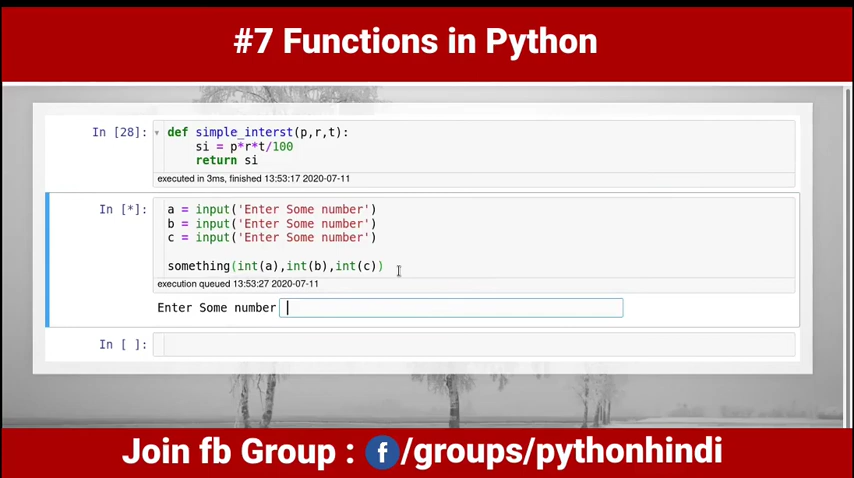 #7 Functions in Python
In [28]:
def simple_interst(p,r,t):
si = p*r*t/100
return si
executed in 3ms, finished 13:53:17 2020-07-11
In [*]:
a = input('Enter Some number')
b = input('Enter Some number')
c = input('Enter Some number')
something(int(a),int(b),int(c))
execution queued 13:53:27 2020-07-11
Enter Some number
In [ ]:
Join fb Group : f/groups/pythonhindi